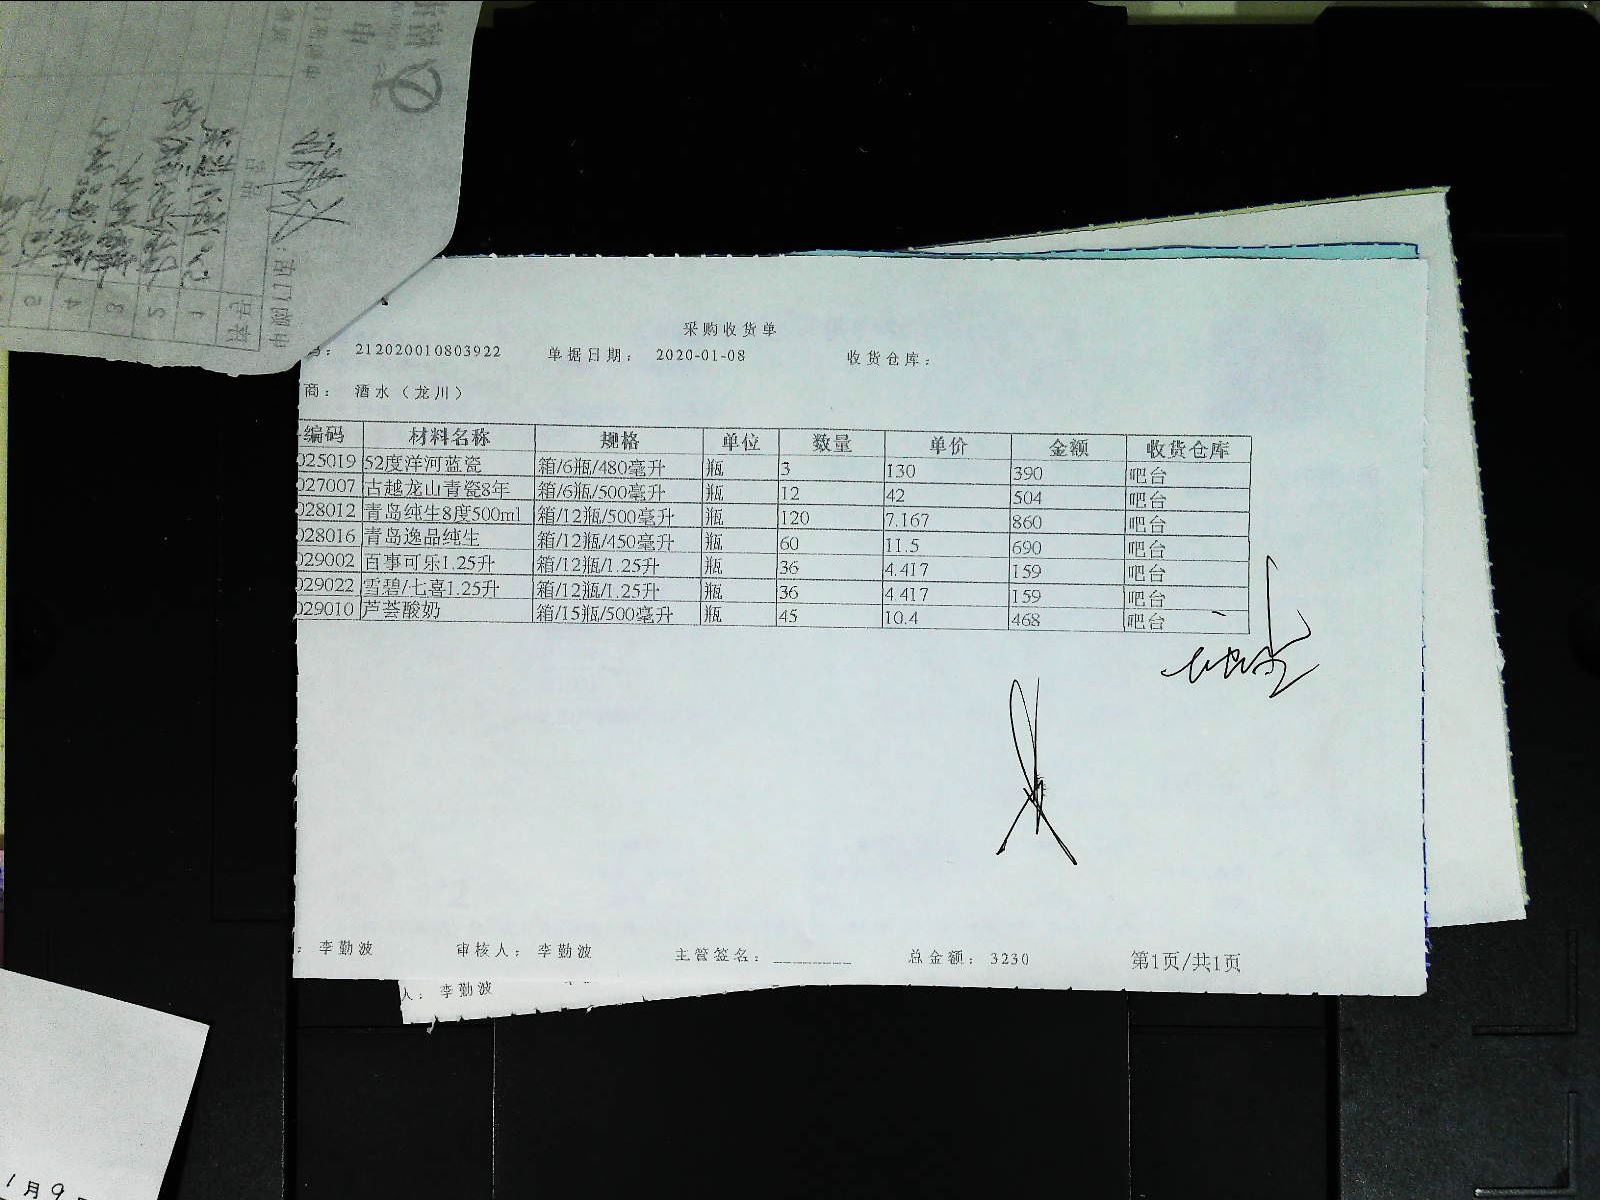 采购收货单
212020010803922 单据日期： 2020-01-08 收货仓库：
商： 酒水（龙川）
编码 材料名称 规格 单位 数量 单价 金额 收货仓库
025019 52度洋河蓝瓷 箱/6瓶/480毫升 瓶 3 130 390 吧台
027007 古越龙山青瓷8年 箱/6瓶/500毫升 瓶 12 42 504 吧台
028012 青岛纯生8度500ml 箱/12瓶/500毫升 瓶 120 7.167 860 吧台
028016 青岛逸品纯生 箱/12瓶/450毫升 瓶 60 11.5 690 吧台
029002 百事可乐1.25升 箱/12瓶/1.25升 瓶 36 4.417 159 吧台
029022 雪碧/七喜1.25升 箱/12瓶/1.25升 瓶 36 4.417 159 吧台
029010 芦荟酸奶 箱/15瓶/500毫升 瓶 45 10.4 468 吧台
：李勤波 审核人：李勤波 主管签名：________ 总金额：3230 第1页/共1页
人：李勤波
1月9